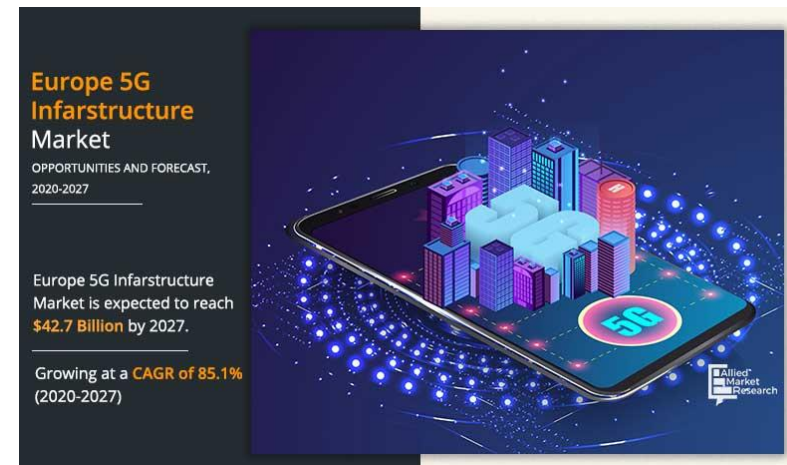 Europe 5G
Infarstructure
Market
OPPORTUNITIES AND FORECAST,
2020-2027
Europe 5G Infarstructure
Market is expected to reach
$42.7 Billion by 2027.
Growing at a CAGR of 85.1%
(2020-2027)
H
5G
5G
Allied
Market
Research